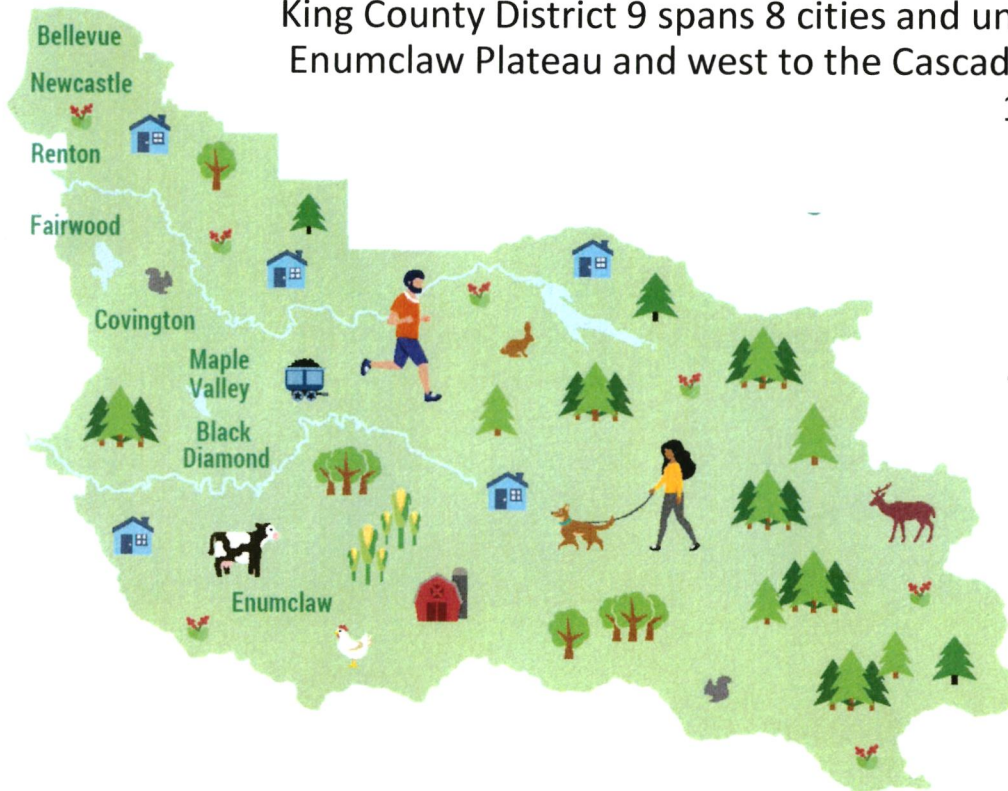 King County District 9 spans 8 cities and
Enumclaw Plateau and west to the
Bellevue
Newcastle
Renton
Fairwood
Covington
Maple
Valley
Black
Diamond
Enumclaw